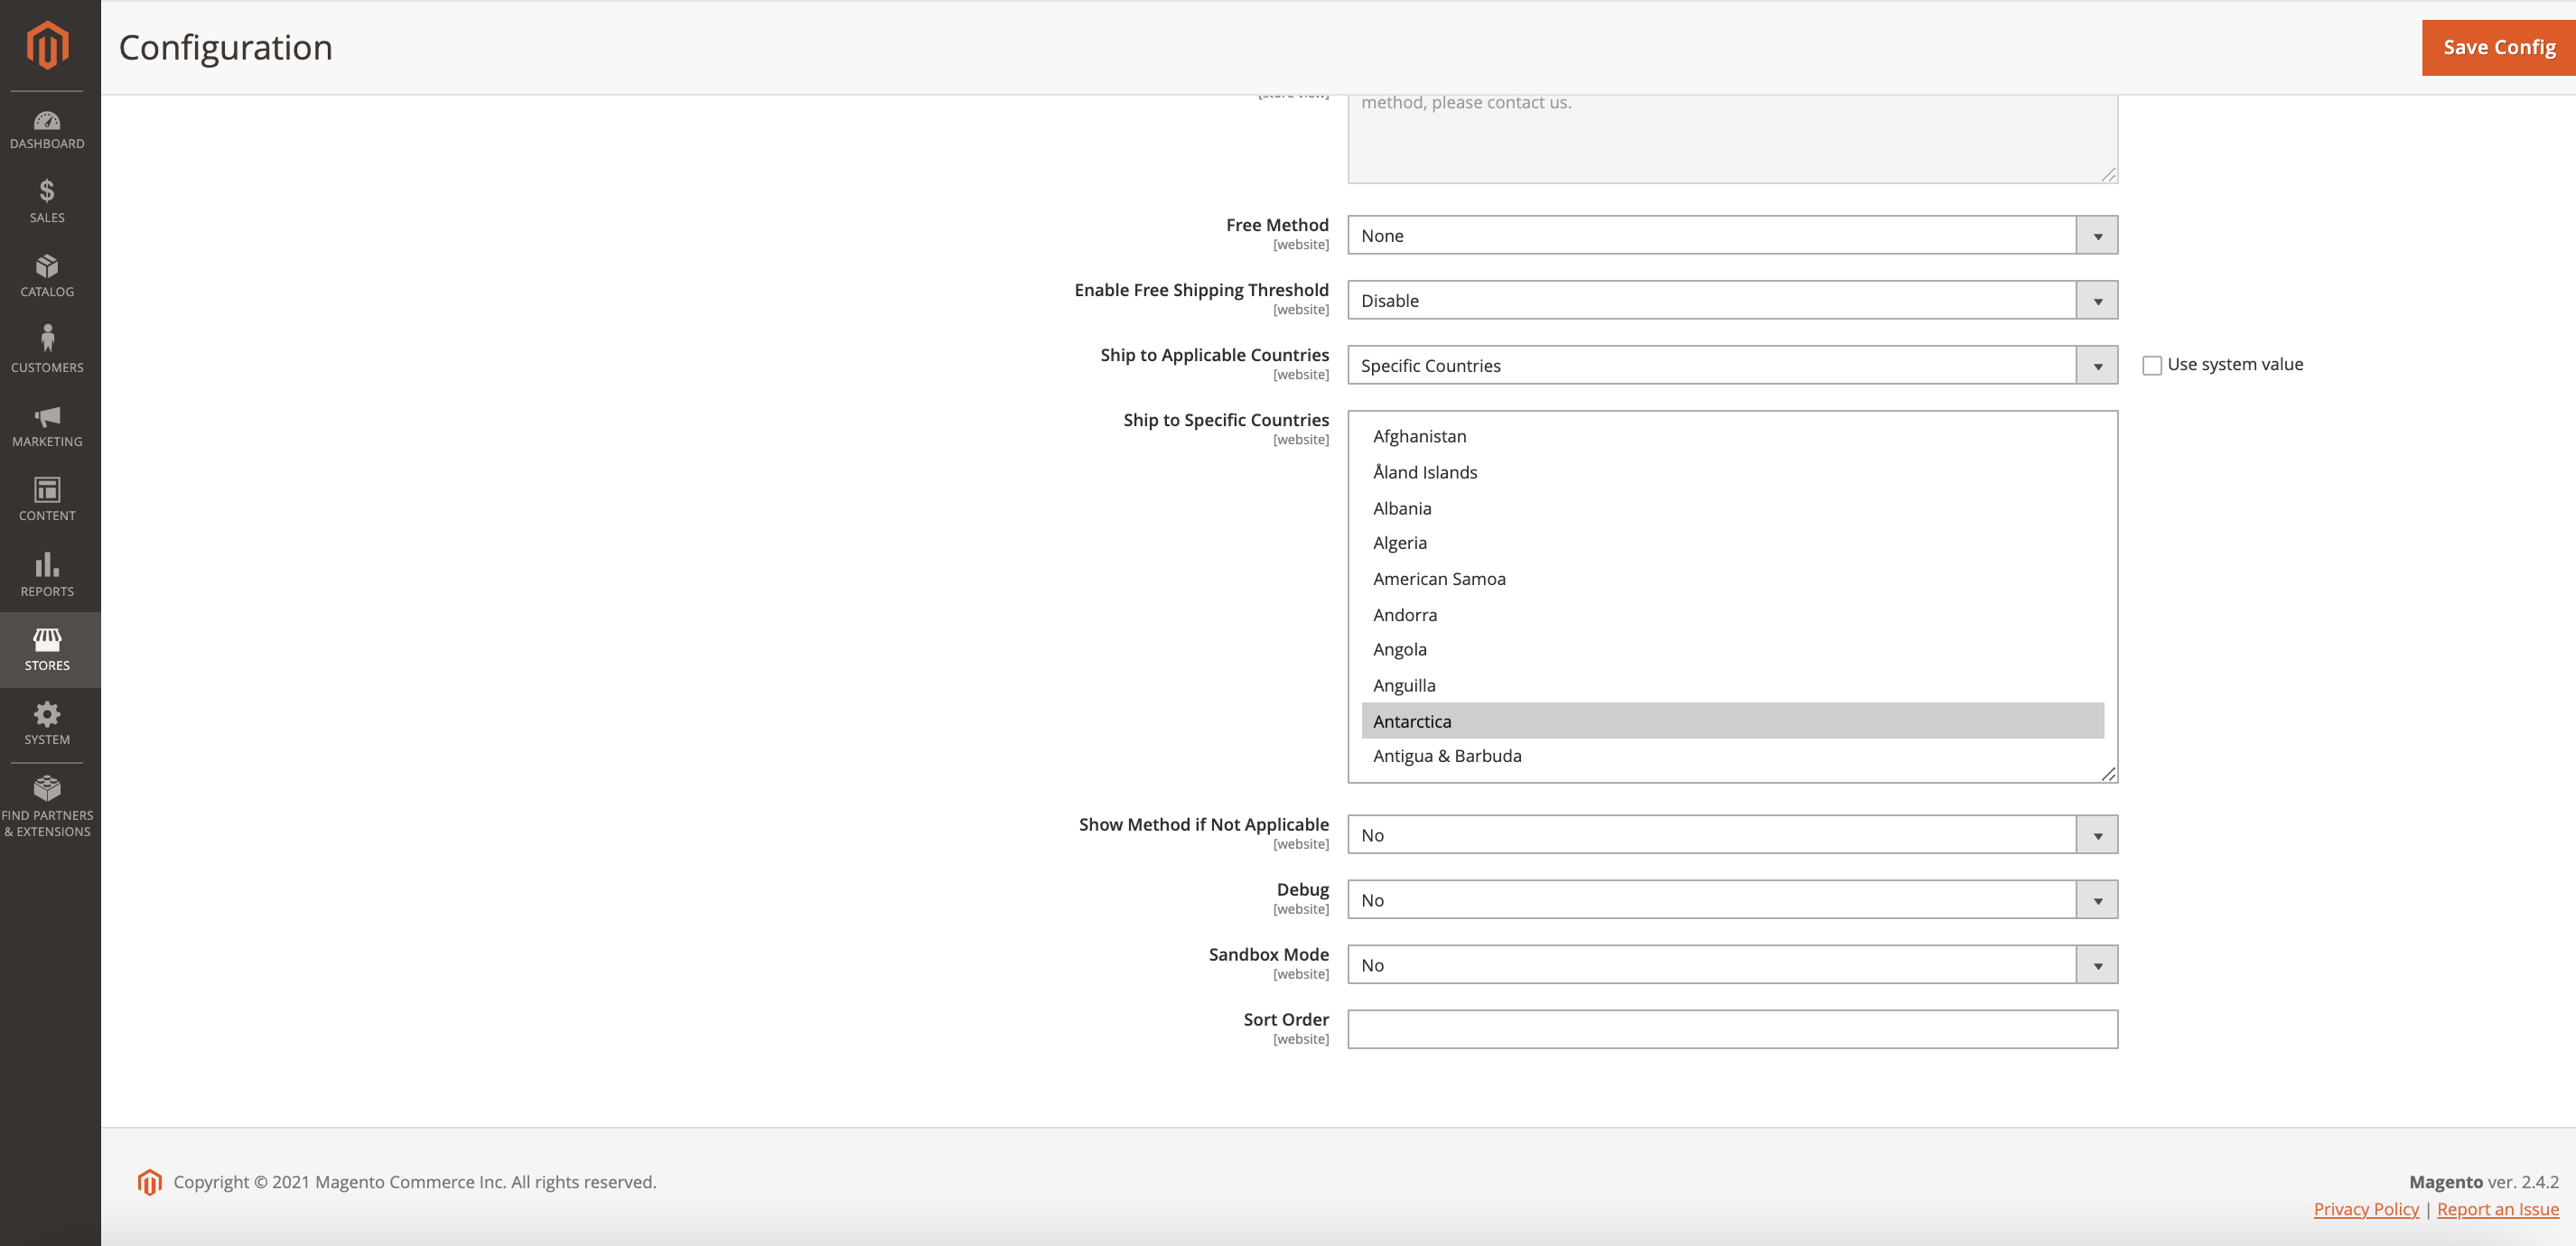 Configuration
Save Config
DASHBOARD
SALES
CATALOG
CUSTOMERS
MARKETING
CONTENT
REPORTS
STORES
SYSTEM
FIND PARTNERS
& EXTENSIONS
[store view]
method, please contact us.
Free Method
[website]
None
Enable Free Shipping Threshold
[website]
Disable
Ship to Applicable Countries
[website]
Specific Countries
Use system value
Ship to Specific Countries
[website]
Afghanistan
Åland Islands
Albania
Algeria
American Samoa
Andorra
Angola
Anguilla
Antarctica
Antigua & Barbuda
Show Method if Not Applicable
[website]
No
Debug
[website]
No
Sandbox Mode
[website]
No
Sort Order
[website]
Copyright © 2021 Magento Commerce Inc. All rights reserved.
Magento ver. 2.4.2
Privacy Policy | Report an Issue